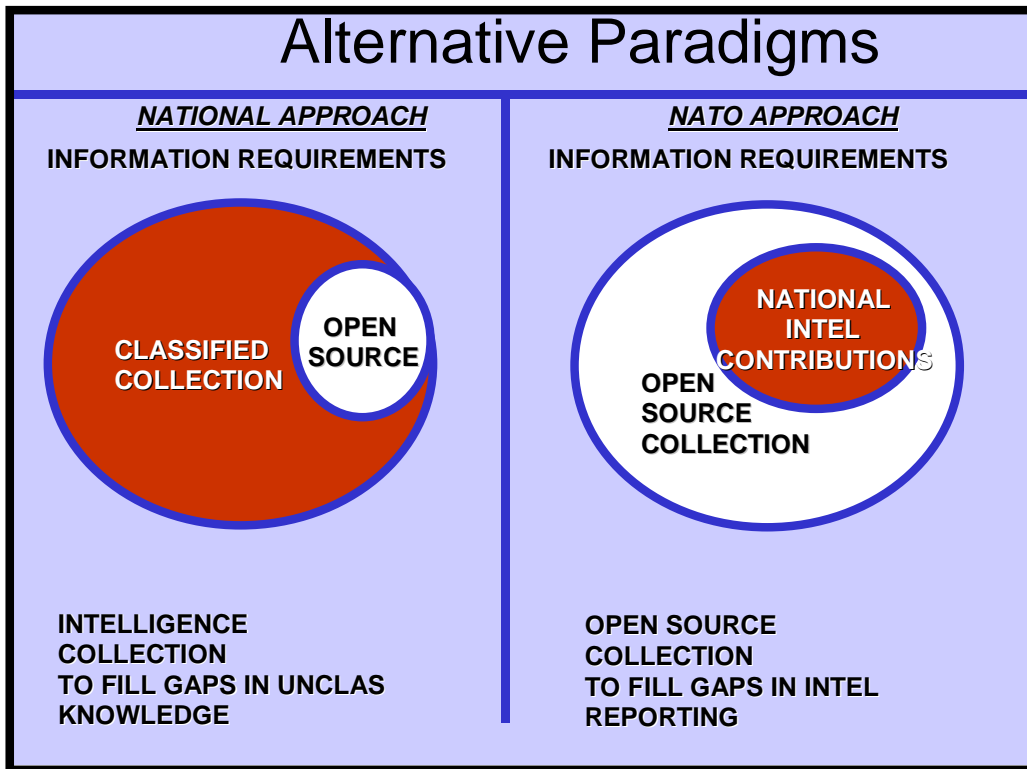 Alternative Paradigms
NATIONAL APPROACH
INFORMATION REQUIREMENTS
CLASSIFIED
COLLECTION
OPEN
SOURCE
INTELLIGENCE
COLLECTION
TO FILL GAPS IN UNCLAS
KNOWLEDGE
NATO APPROACH
INFORMATION REQUIREMENTS
NATIONAL
INTEL
CONTRIBUTIONS
OPEN
SOURCE
COLLECTION
OPEN SOURCE
COLLECTION
TO FILL GAPS IN INTEL
REPORTING